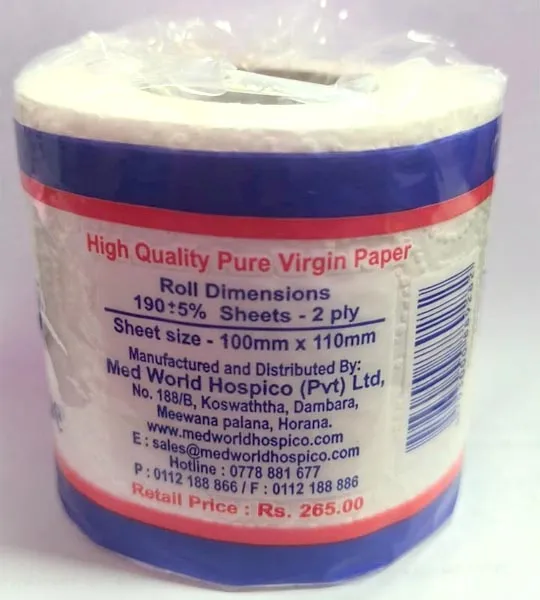 High Quality Pure Virgin Paper
Roll Dimensions
190±5% Sheets - 2 ply
Sheet size - 100mm x 110mm
Manufactured and Distributed By:
Med World Hospico (Pvt) Ltd,
No. 188/B, Koswaththa, Dambara,
Meewana palana, Horana.
www.medworldhospico.com
E : sales@medworldhospico.com
Hotline : 0778 881 677
P : 0112 188 866 / F : 0112 188 886
Retail Price : Rs. 265.00